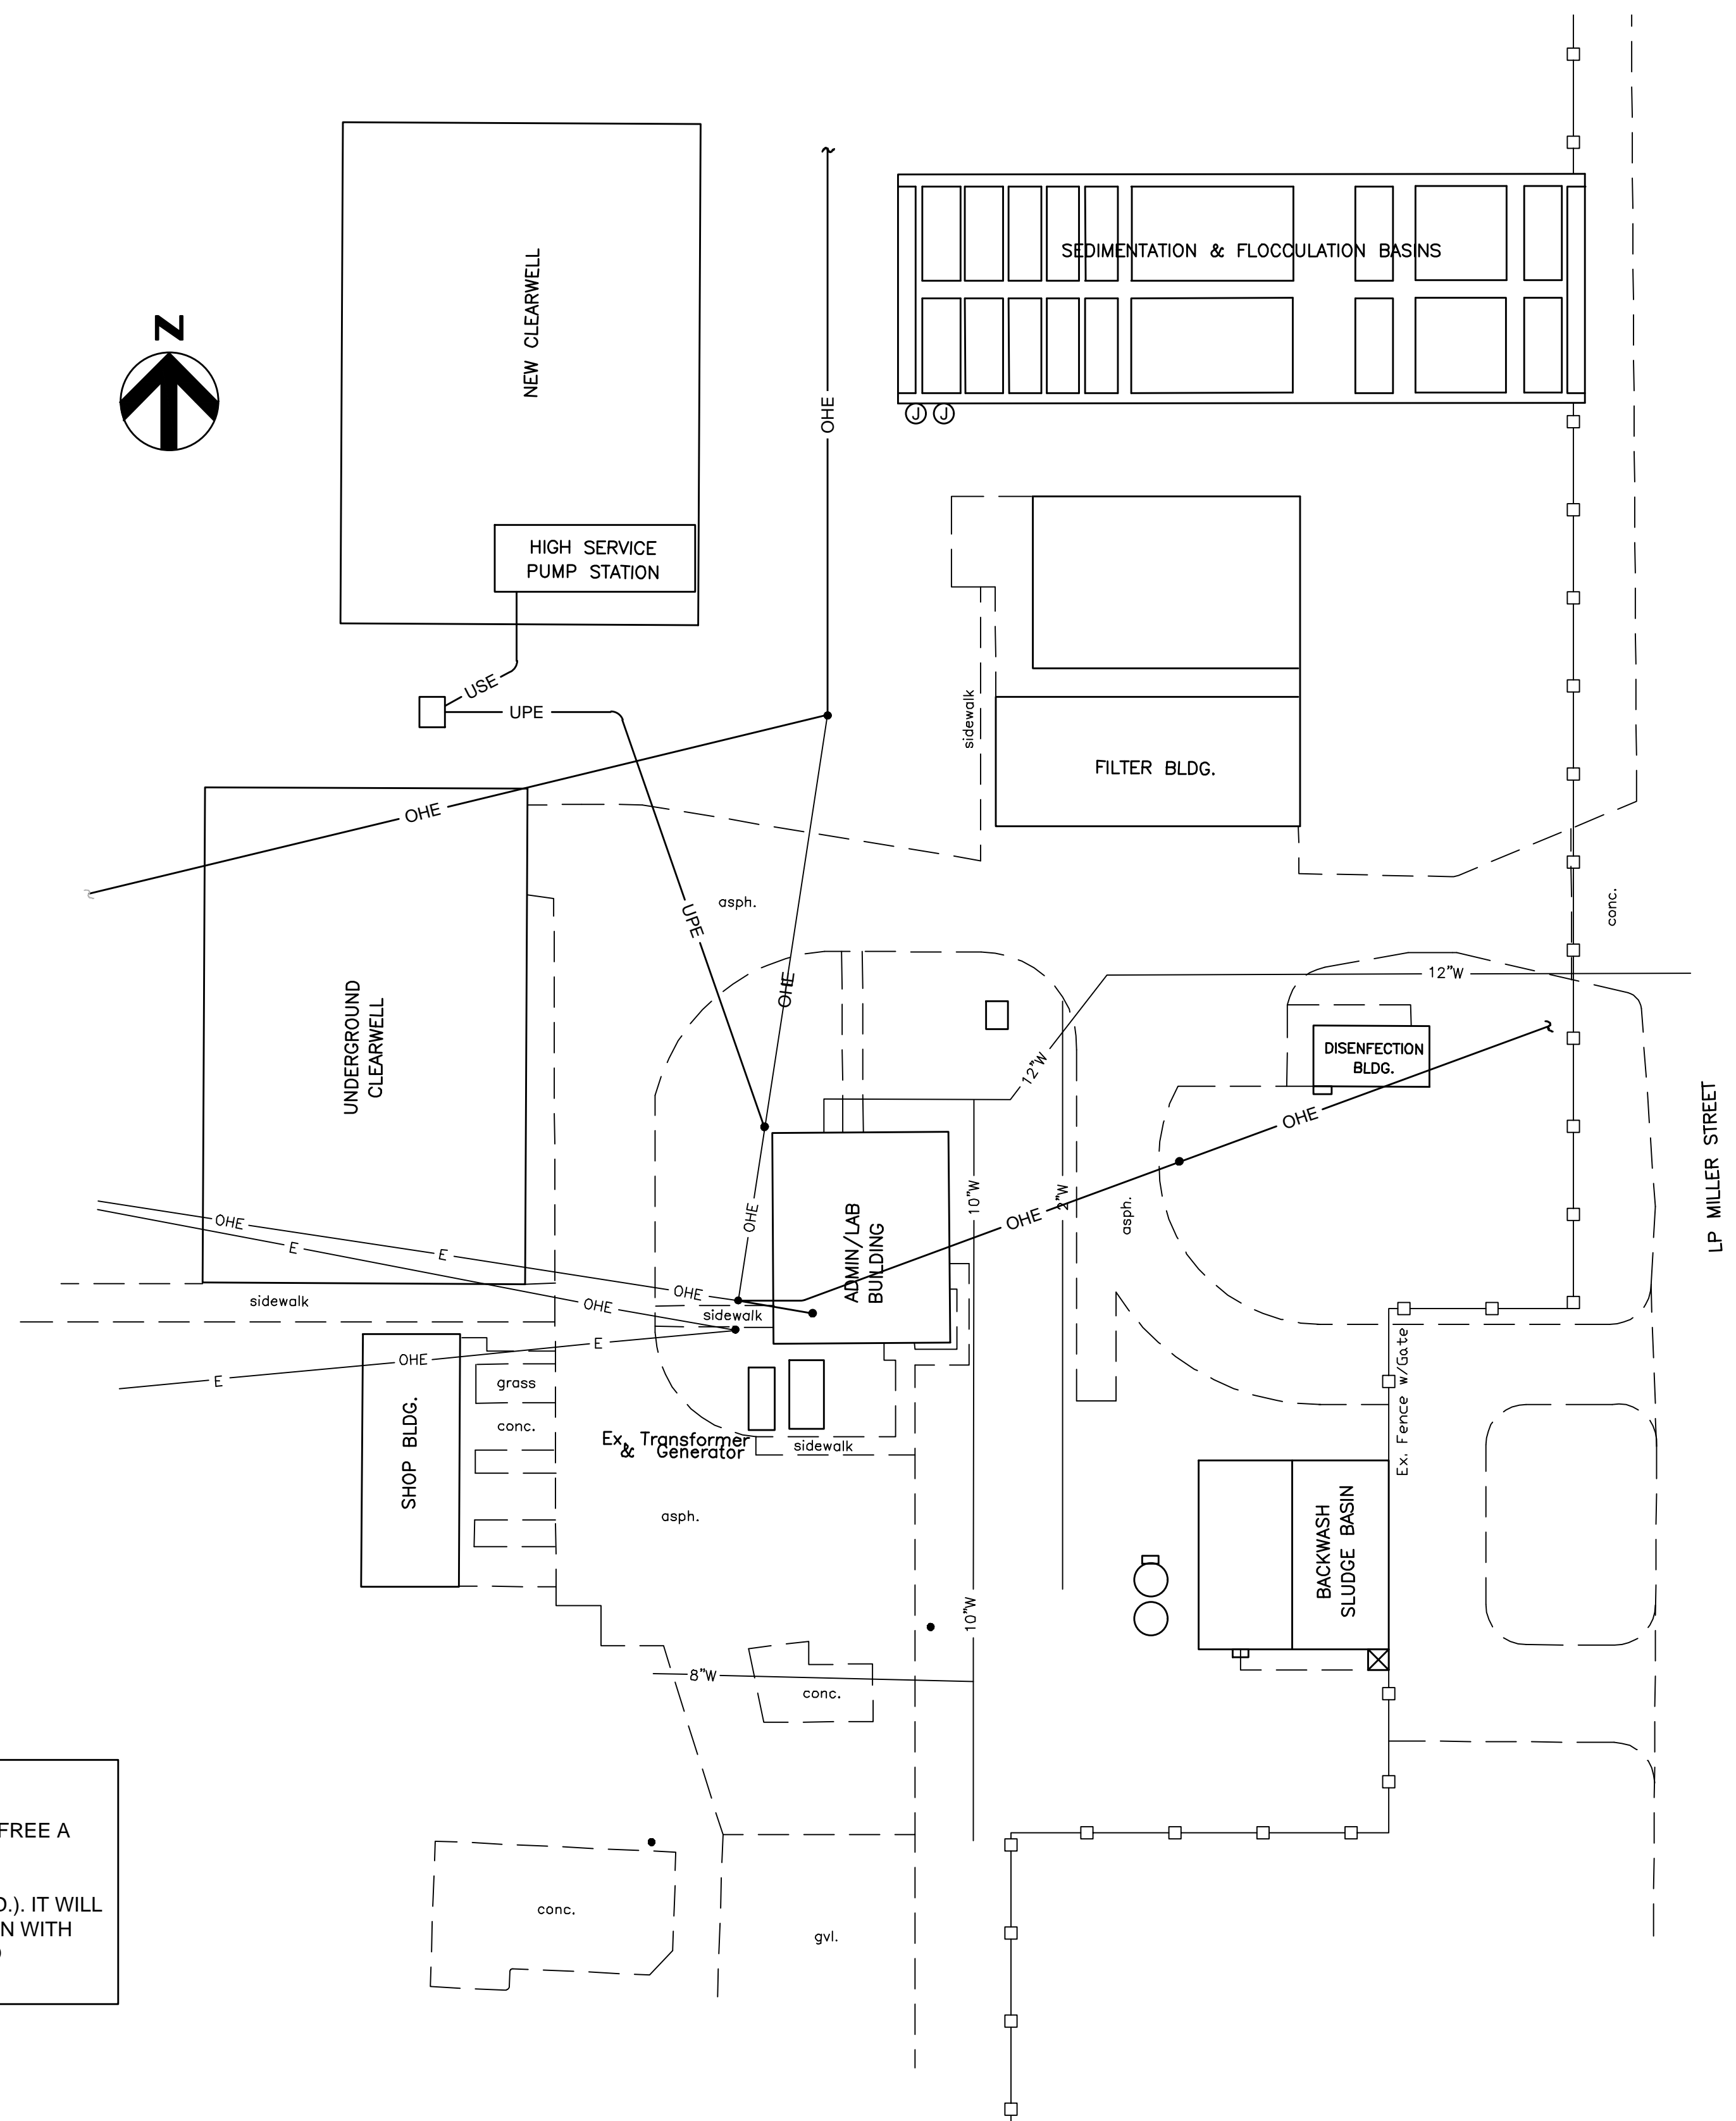 N
NEW CLEARWELL
OHE
SEDIMENTATION & FLOCCULATION BASINS
J J
HIGH SERVICE
PUMP STATION
USE
UPE
sidewalk
FILTER BLDG.
OHE
UPE
asph.
conc.
OHE
12"W
UNDERGROUND
CLEARWELL
12"W
DISENFECTION
BLDG.
OHE
LP MILLER STREET
OHE
E
E
OHE
10"W
2"W
OHE
asph.
ADMIN/LAB
BUILDING
OHE
OHE
sidewalk
sidewalk
E
OHE
E
Ex. Fence w/Gate
grass
conc.
SHOP BLDG.
Ex. Transformer
& Generator
sidewalk
asph.
BACKWASH
SLUDGE BASIN
10"W
8"W
conc.
FREE A
D.). IT WILL
N WITH
conc.
gvl.